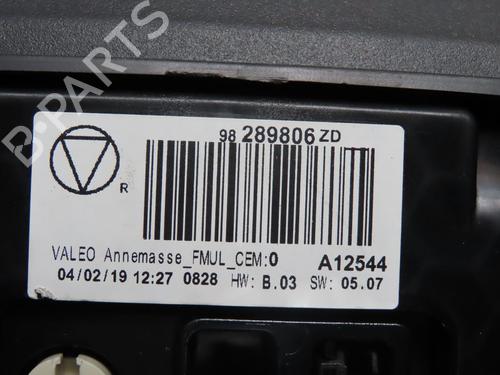 B-PARTS
98 289806 ZD
R
VALEO Annemasse_FMUL_CEM:0 A12544
04/02/19 12:27 0828 HW: B.03 SW: 05.07